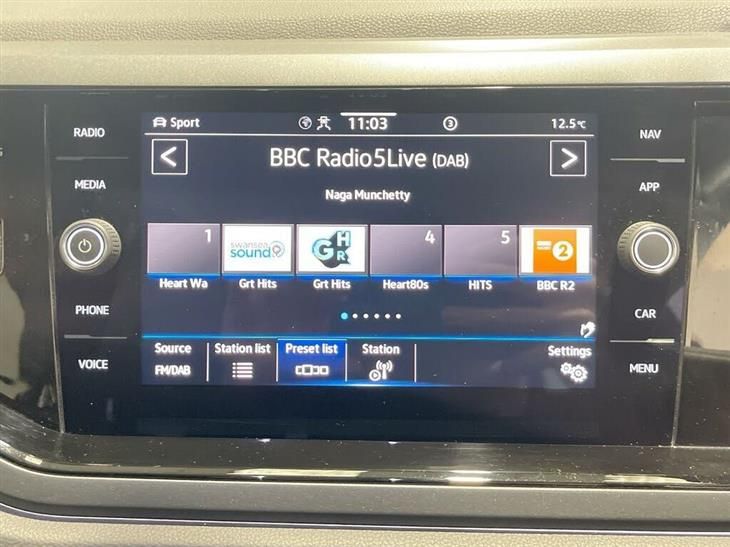 RADIO
MEDIA
PHONE
VOICE
Sport
11:03
3
12.5°C
BBC Radio5Live (DAB)
Naga Munchetty
1
swansea
sound
G H R
4
5
2
Heart Wa
Grt Hits
Grt Hits
Heart80s
HITS
BBC R2
Source
FM/DAB
Station list
Preset list
Station
Settings
NAV
APP
CAR
MENU